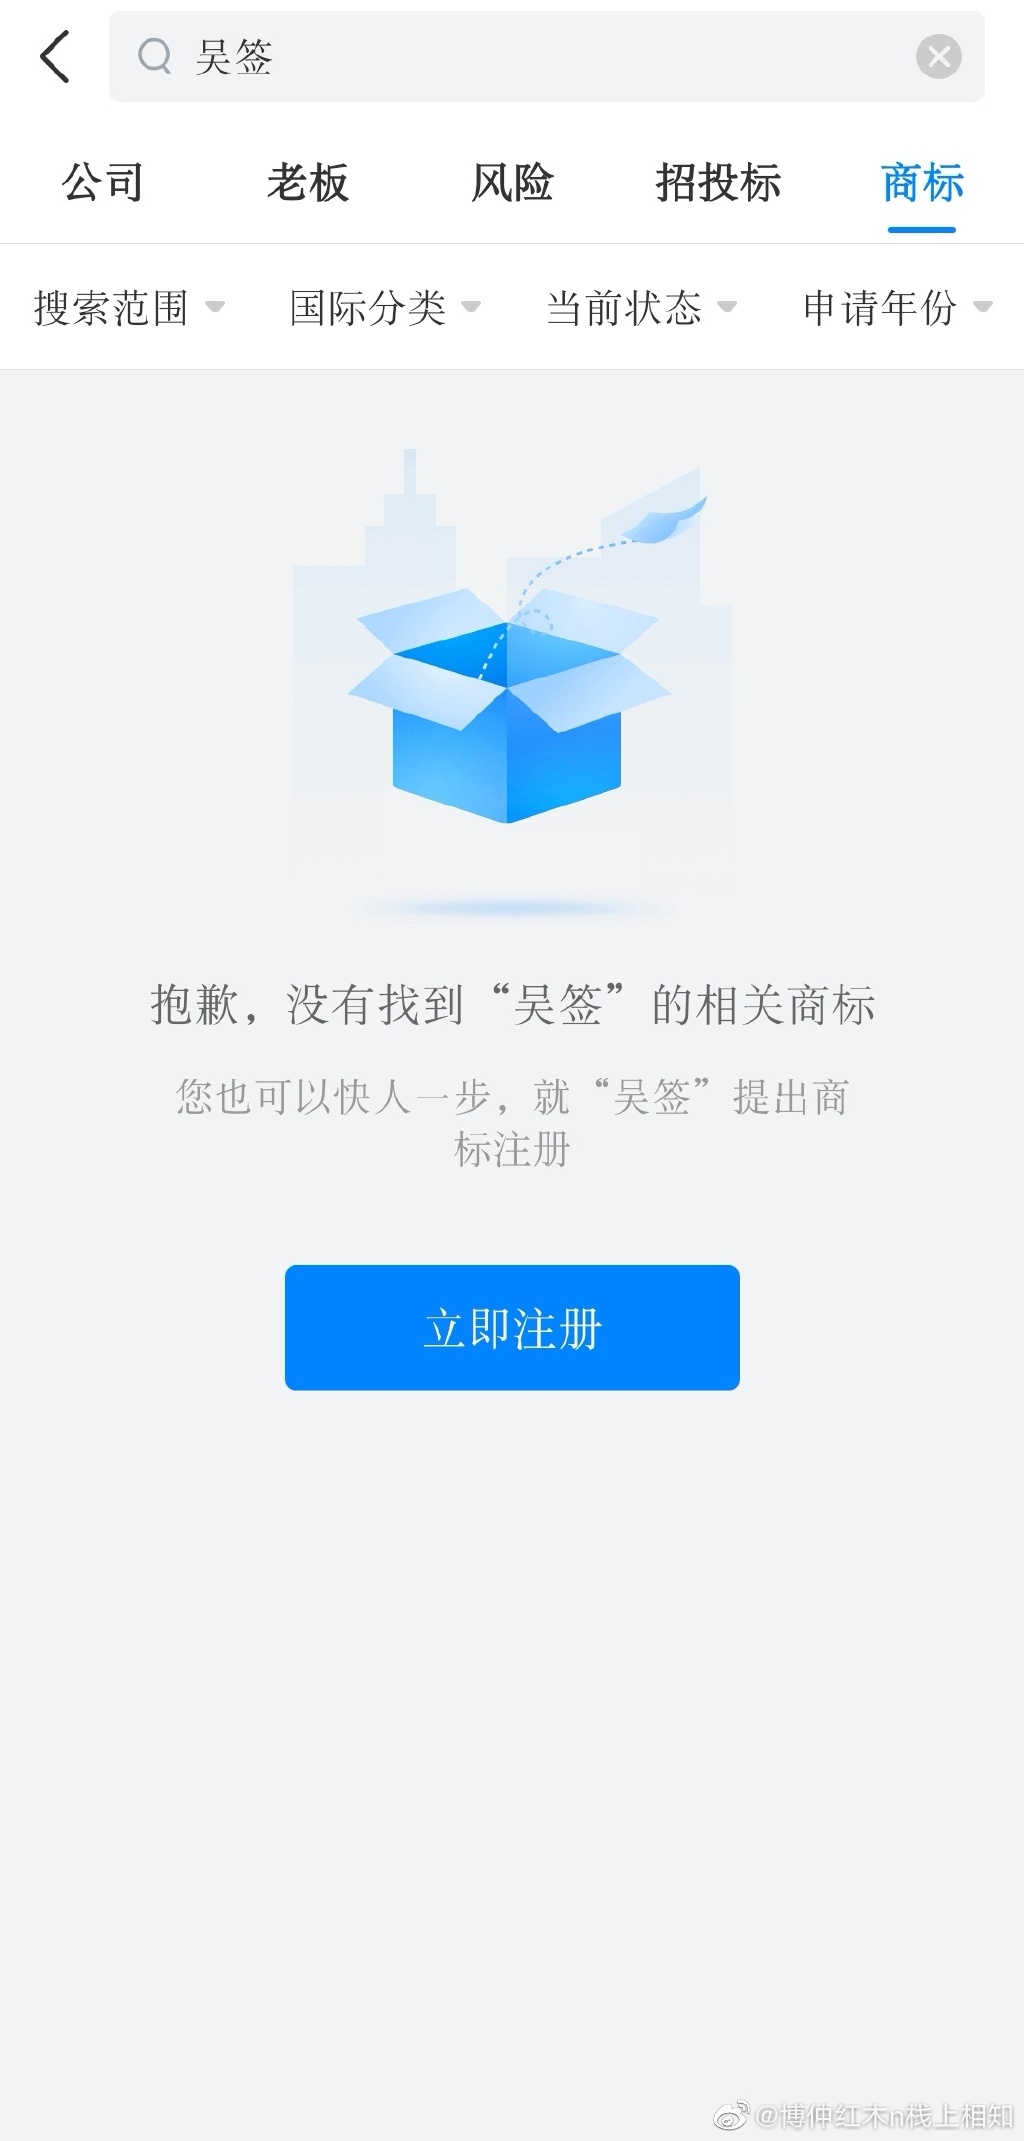 吴签
公司 老板 风险 招投标 商标
搜索范围 国际分类 当前状态 申请年份
抱歉，没有找到“吴签”的相关商标
您也可以快人一步，就“吴签”提出商
标注册
立即注册
@博仲红木n栈上相知